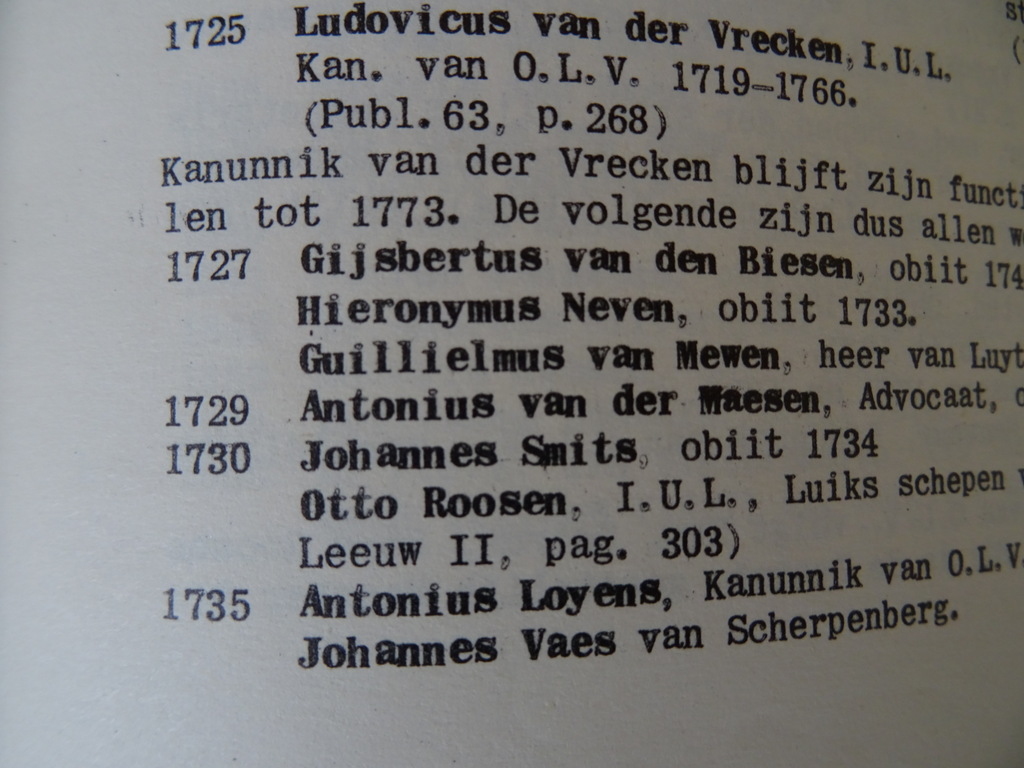 1725 Ludovicus van der Vrecken, I.U.L.
Kan. van O.L.V. 1719-1766.
(Publ. 63, p. 268)
Kanunnik van der Vrecken blijft zijn functi
len tot 1773. De volgende zijn dus allen w
1727 Gijsbertus van den Biesen, obiit 174
Hieronymus Neven, obiit 1733.
Guillielmus van Mewen, heer van Luyt
1729 Antonius van der Maesen, Advocaat,
1730 Johannes Smits, obiit 1734
Otto Roosen, I.U.L., Luiks schepen
Leeuw II, pag. 303)
1735 Antonius Loyens, Kanunnik van O.L.V.
Johannes Vaes van Scherpenberg.